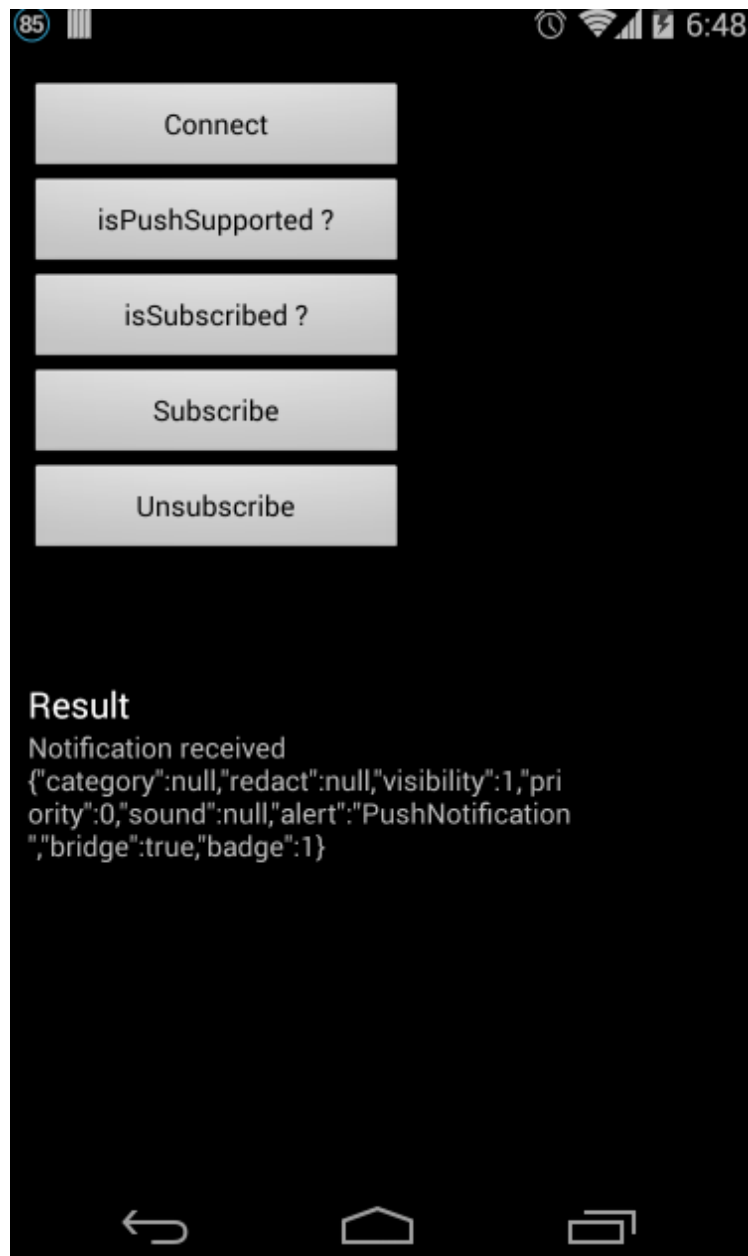 85 6:48
Connect
isPushSupported ?
isSubscribed ?
Subscribe
Unsubscribe
Result
Notification received
{"category":null,"redact":null,"visibility":1,"pri
ority":0,"sound":null,"alert":"PushNotification
","bridge":true,"badge":1}